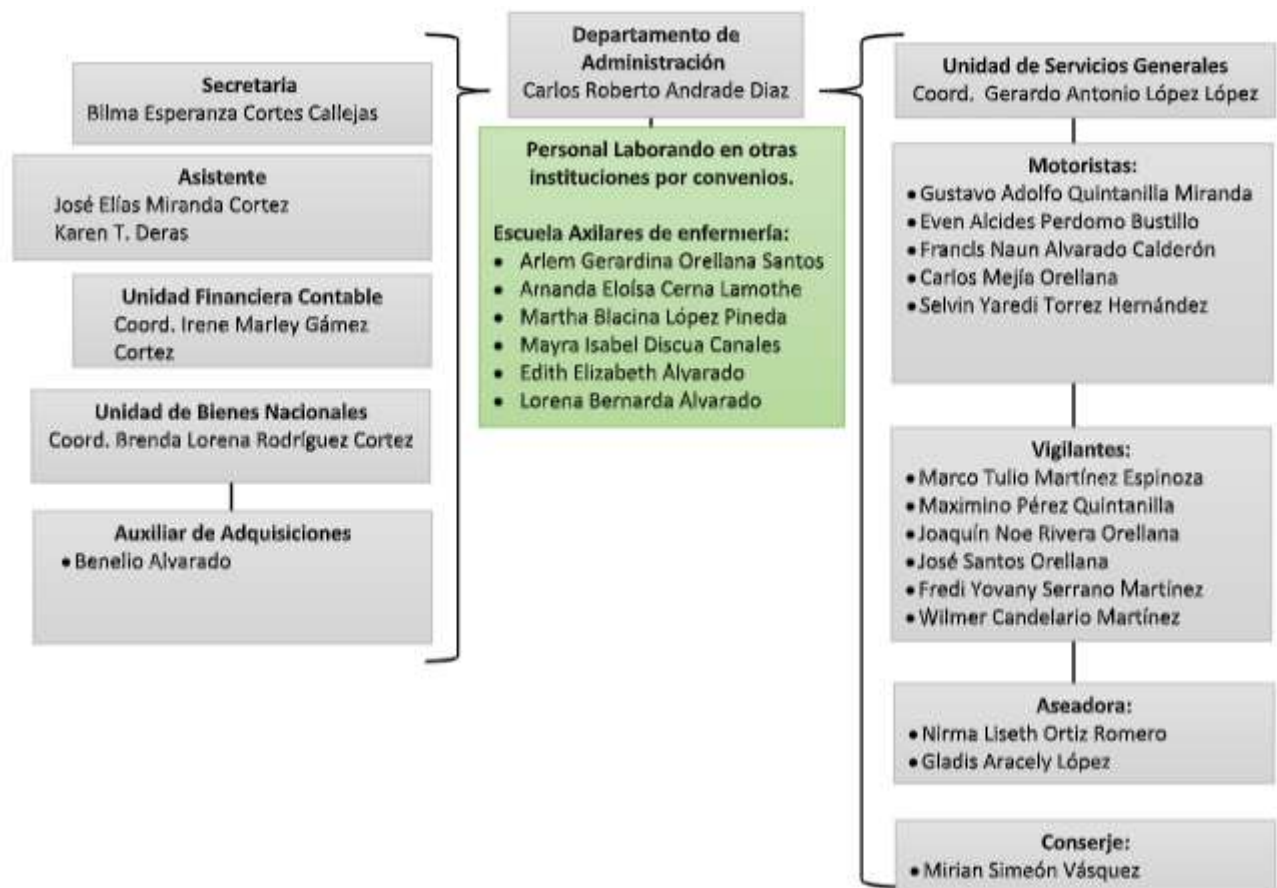 Departamento de
Administración
Carlos Roberto Andrade Diaz
Secretaria
Bilma Esperanza Cortes Callejas
Asistente
José Elías Miranda Cortez
Karen T. Deras
Unidad Financiera Contable
Coord. Irene Marley Gámez
Cortez
Unidad de Bienes Nacionales
Coord. Brenda Lorena Rodríguez Cortez
Auxiliar de Adquisiciones
• Benelio Alvarado
Personal Laborando en otras
instituciones por convenios.
Escuela Axilares de enfermería:
• Arlem Gerardina Orellana Santos
• Amanda Eloísa Cerna Lamothe
• Martha Blacina López Pineda
• Mayra Isabel Discua Canales
• Edith Elizabeth Álvarado
• Lorena Bernarda Álvarado
Unidad de Servicios Generales
Coord. Gerardo Antonio López López
Motoristas:
• Gustavo Adolfo Quintanilla Miranda
• Even Alcides Perdomo Bustillo
• Francis Naun Alvarado Calderón
• Carlos Mejía Orellana
• Selvin Yaredi Torrez Hernández
Vigilantes:
• Marco Tulio Martínez Espinoza
• Maximino Pérez Quintanilla
• Joaquín Noe Rivera Orellana
• José Santos Orellana
• Fredi Yovany Serrano Martínez
• Wilmer Candelario Martínez
Aseadora:
• Nirma Liseth Ortiz Romero
• Gladis Aracely López
Conserje:
• Mirian Simeón Vásquez